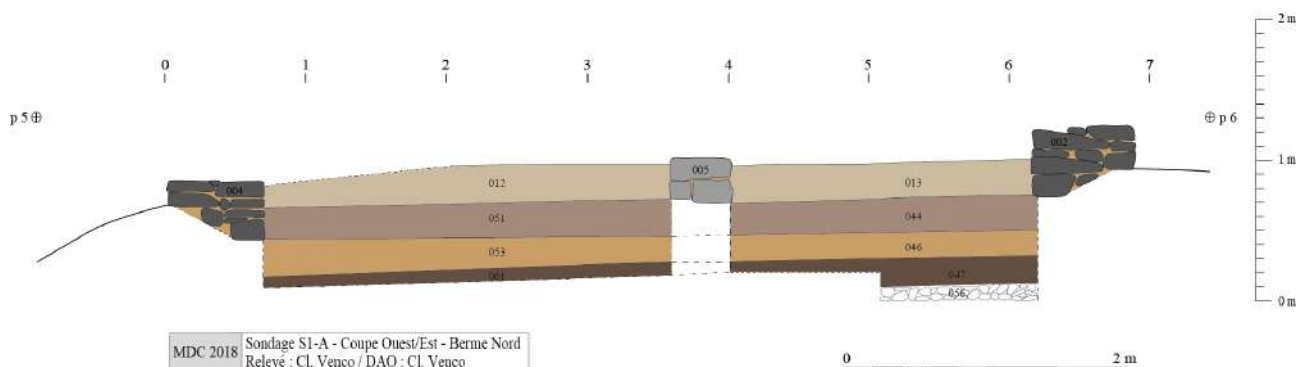 2 m
0 1 2 3 4 5 6 7
p 5 p 6
002
1 m
005
004
012 013
051 044
053 046
061 047
056
0 m
MDC 2018
Sondage S1-A - Coupe Ouest/Est - Berme Nord
Relevé : Cl. Venco / DAO : Cl. Venco
0 2 m